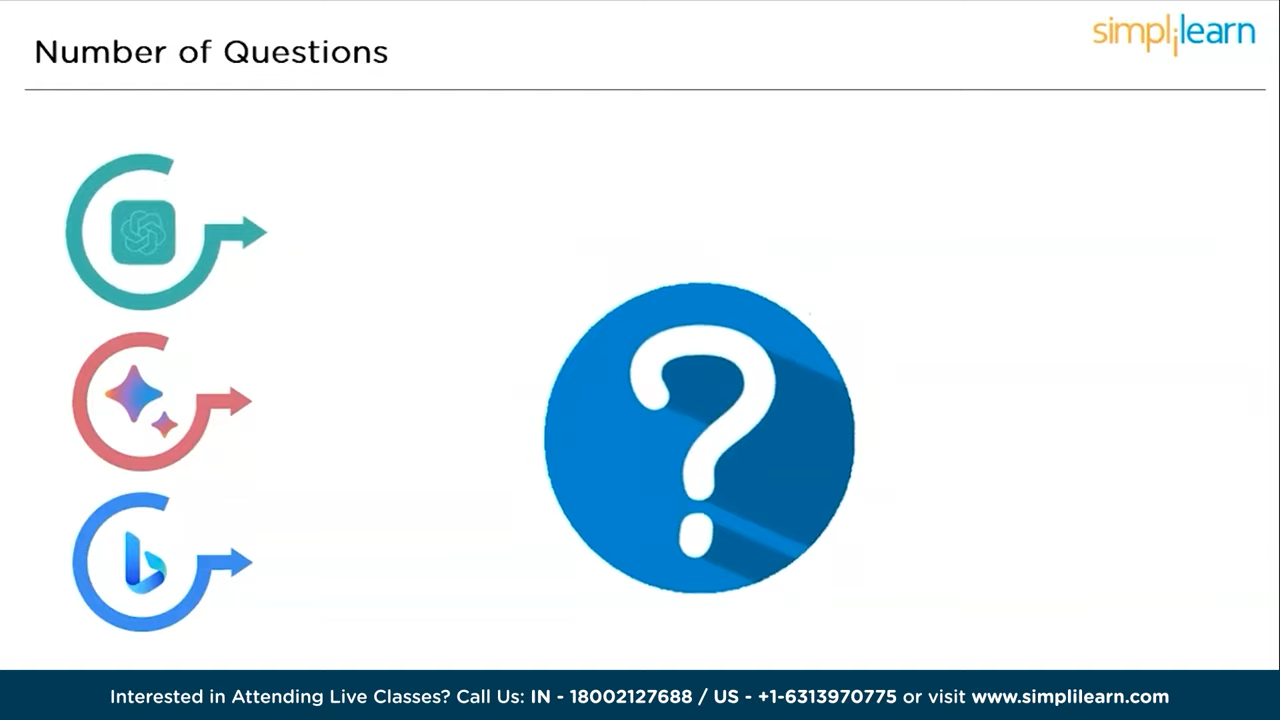 Number of Questions
simplilearn
Interested in Attending Live Classes? Call Us: IN - 18002127688 / US - +1-6313970775 or visit www.simplilearn.com